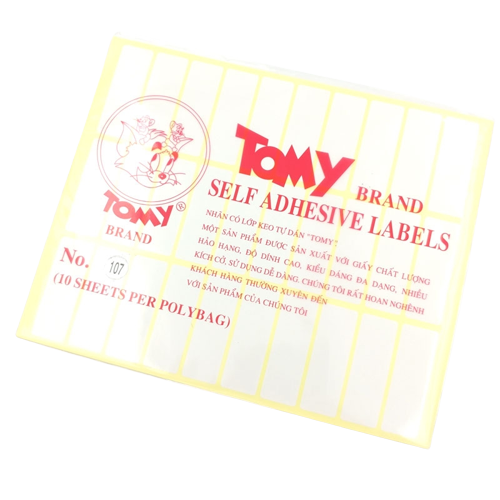 TOMY®
BRAND
No. 107
(10 SHEETS PER POLYBAG)
TOMY BRAND
SELF ADHESIVE LABELS
NHÃN CÓ LỚP KEO TỰ DÁN "TOMY":
MỘT SẢN PHẨM ĐƯỢC SẢN XUẤT VỚI GIẤY CHẤT LƯỢNG
HẢO HẠNG, ĐỘ DÍNH CAO, KIỂU DÁNG ĐA DẠNG, NHIỀU
KÍCH CỠ, SỬ DỤNG DỄ DÀNG. CHÚNG TÔI RẤT HOAN NGHÊNH
KHÁCH HÀNG THƯỜNG XUYÊN ĐẾN
VỚI SẢN PHẨM CỦA CHÚNG TÔI